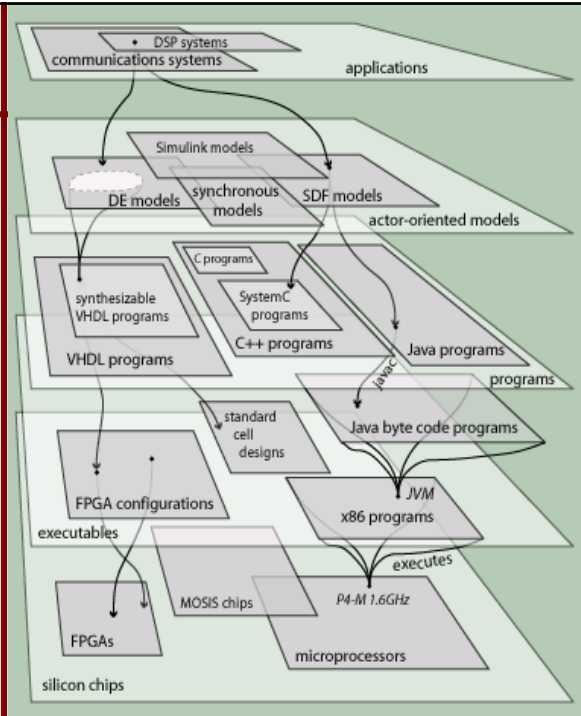 DSP systems
communications systems
applications
Simulink models
DE models
synchronous
models
SDF models
actor-oriented models
C programs
synthesizable
VHDL programs
SystemC
programs
VHDL programs
C++ programs
Java programs
javac
programs
standard
cell
designs
Java byte code programs
FPGA configurations
JVM
x86 programs
executables
executes
MOSIS chips
P4-M 1.6GHz
FPGAs
microprocessors
silicon chips